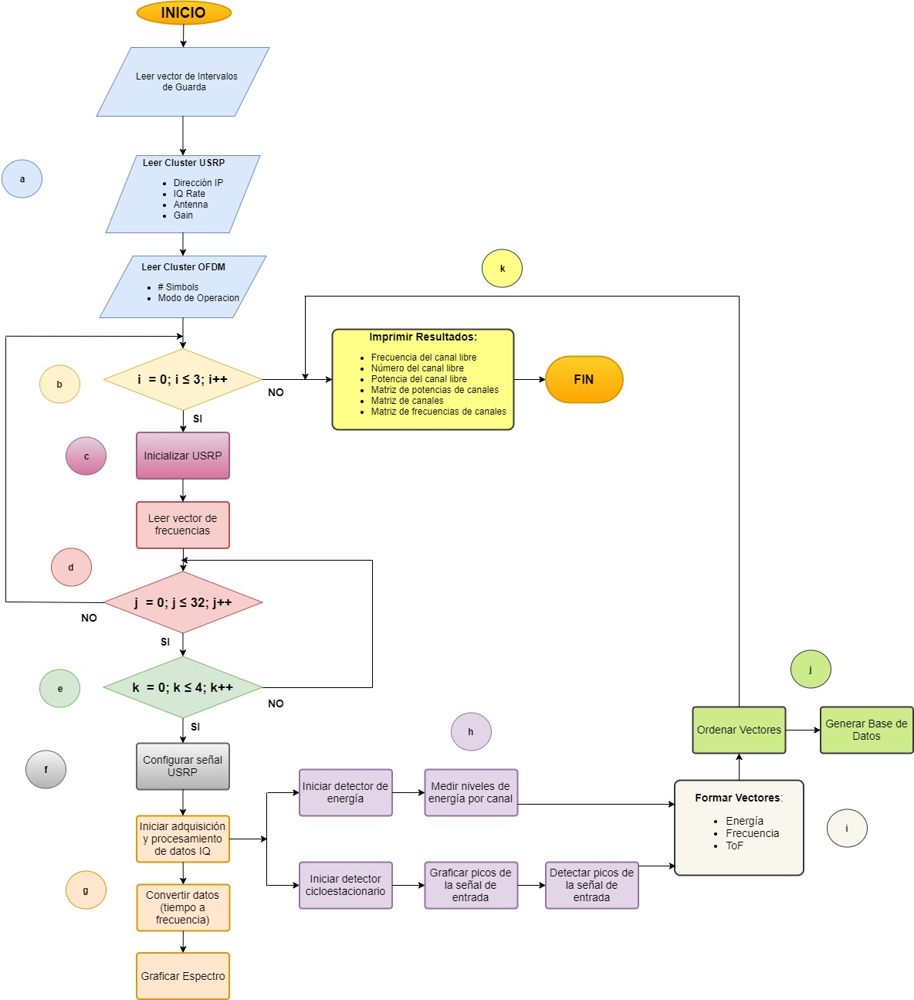 INICIO
Leer vector de Intervalos
de Guarda
a
Leer Cluster USRP
Dirección IP
IQ Rate
Antenna
Gain
Leer Cluster OFDM
# Simbols
Modo de Operacion
k
b
i = 0; i ≤ 3; i++
NO
SI
Imprimir Resultados:
Frecuencia del canal libre
Número del canal libre
Potencia del canal libre
Matriz de potencias de canales
Matriz de canales
Matriz de frecuencias de canales
FIN
c
Inicializar USRP
Leer vector de
frecuencias
d
j = 0; j ≤ 32; j++
NO
SI
e
k = 0; k ≤ 4; k++
NO
SI
f
Configurar señal
USRP
g
Iniciar adquisición
y procesamiento
de datos IQ
Convertir datos
(tiempo a
frecuencia)
Graficar Espectro
h
Iniciar detector de
energía
Medir niveles de
energía por canal
Iniciar detector
cicloestacionario
Graficar picos de
la señal de
entrada
Detectar picos de
la señal de
entrada
i
Formar Vectores:
Energía
Frecuencia
ToF
j
Ordenar Vectores
Generar Base de
Datos